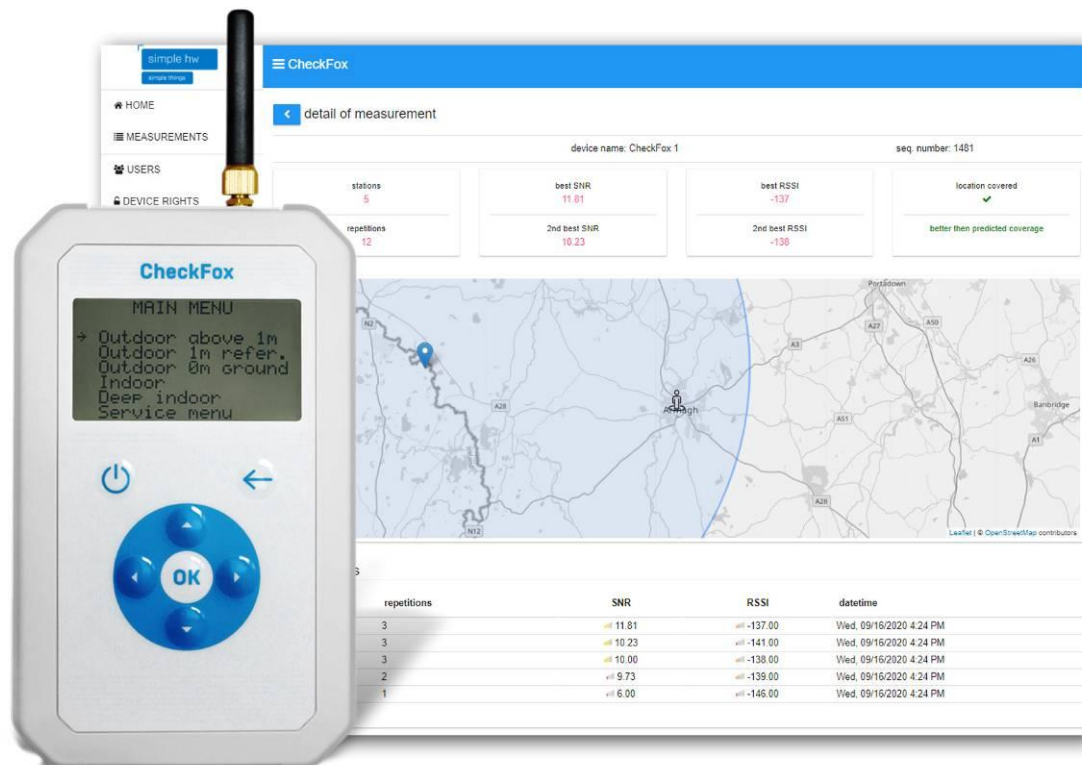 simple hw
simple things
CheckFox
HOME
MEASUREMENTS
USERS
DEVICE RIGHTS
detail of measurement
device name: CheckFox 1
seq. number: 1481
stations
5
repetitions
12
best SNR
11.81
2nd best SNR
10.23
best RSSI
-137
2nd best RSSI
-138
location covered
better then predicted coverage
CheckFox
MAIN MENU
→ Outdoor above 1m
Outdoor 1m refer.
Outdoor 0m ground
Indoor
Deep indoor
Service menu
OK
N2
A28
N12
Armagh
A3
Portadown
A27
A50
A26
Banbridge
A51
A1
A28
Leaflet | © OpenStreetMap contributors
s
repetitions SNR RSSI datetime
3 11.81 -137.00 Wed, 09/16/2020 4:24 PM
3 10.23 -141.00 Wed, 09/16/2020 4:24 PM
3 10.00 -138.00 Wed, 09/16/2020 4:24 PM
2 9.73 -139.00 Wed, 09/16/2020 4:24 PM
1 6.00 -146.00 Wed, 09/16/2020 4:24 PM